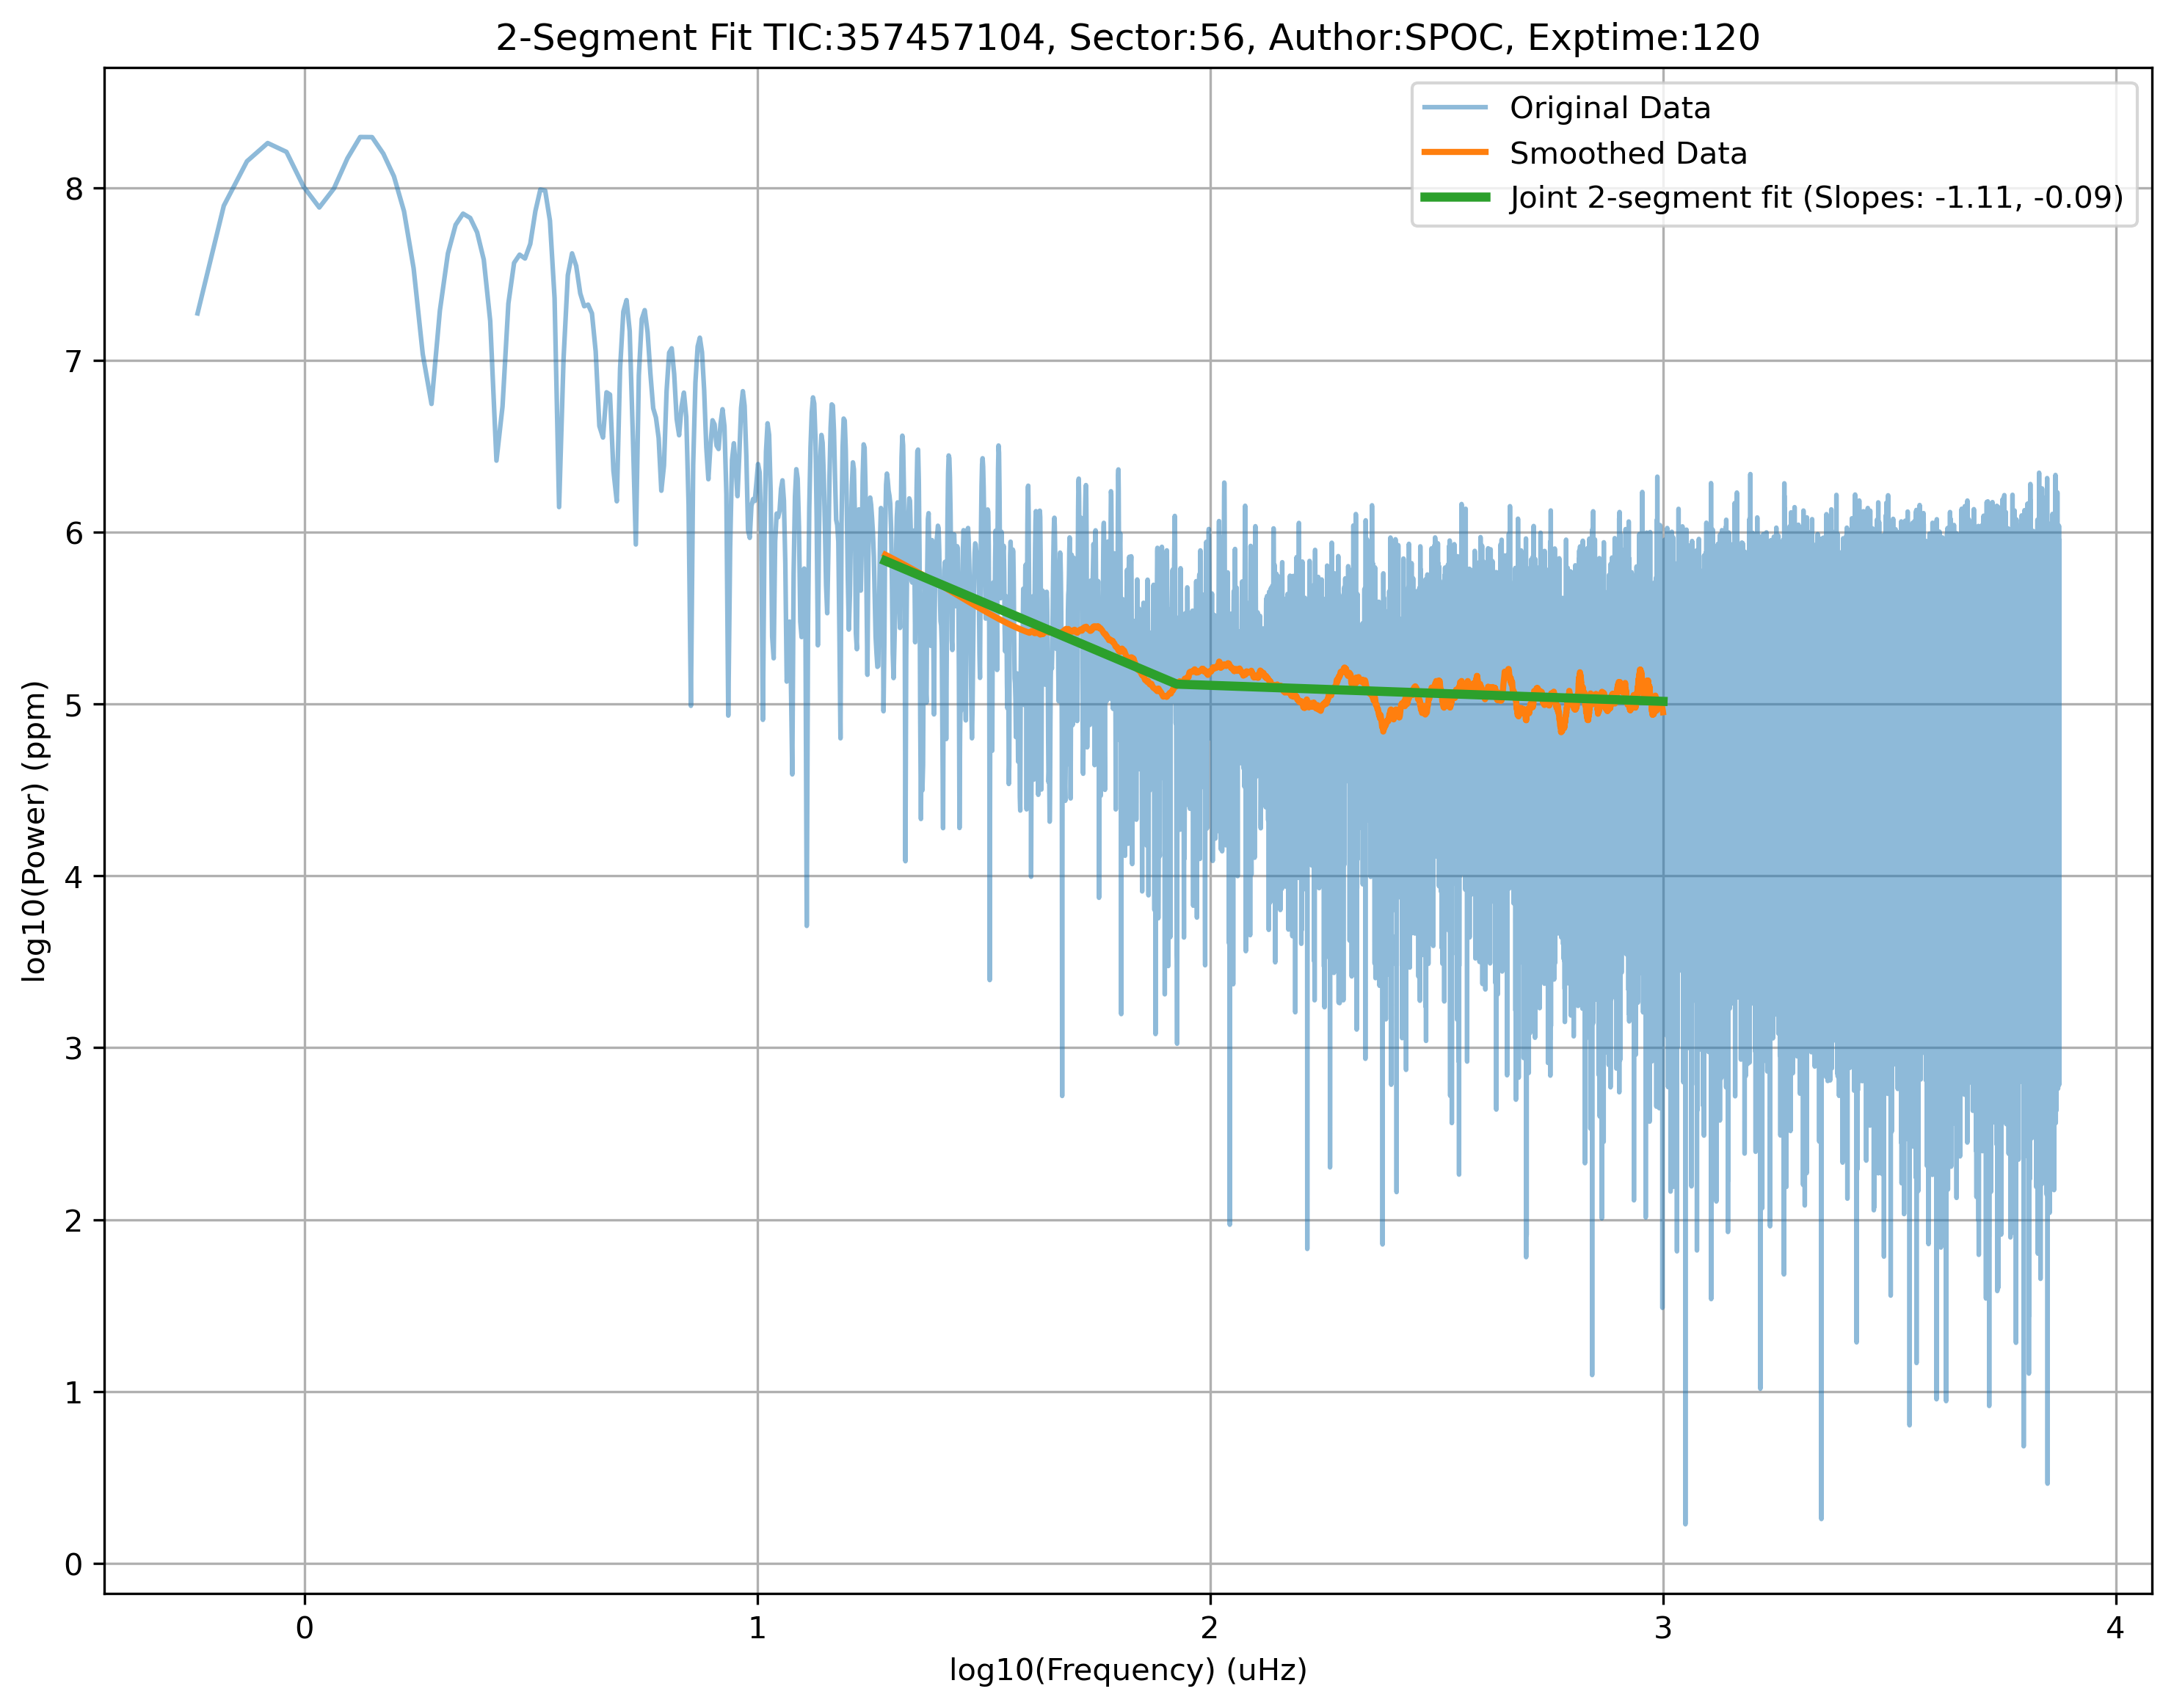 2-Segment Fit TIC:357457104, Sector:56, Author:SPOC, Exptime:120
Original Data
Smoothed Data
Joint 2-segment fit (Slopes: -1.11, -0.09)
log10(Power) (ppm)
8
7
6
5
4
3
2
1
0
0 1 2 3 4
log10(Frequency) (uHz)